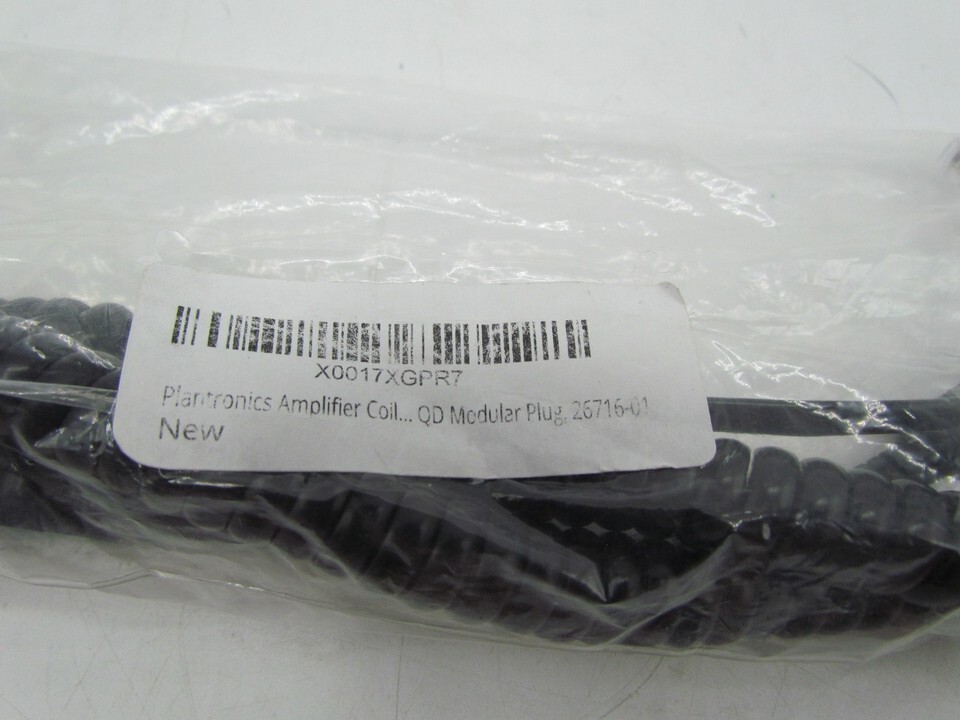 X0017XGPR7
Plantronics Amplifier Coil... QD Modular Plug, 26716-01
New